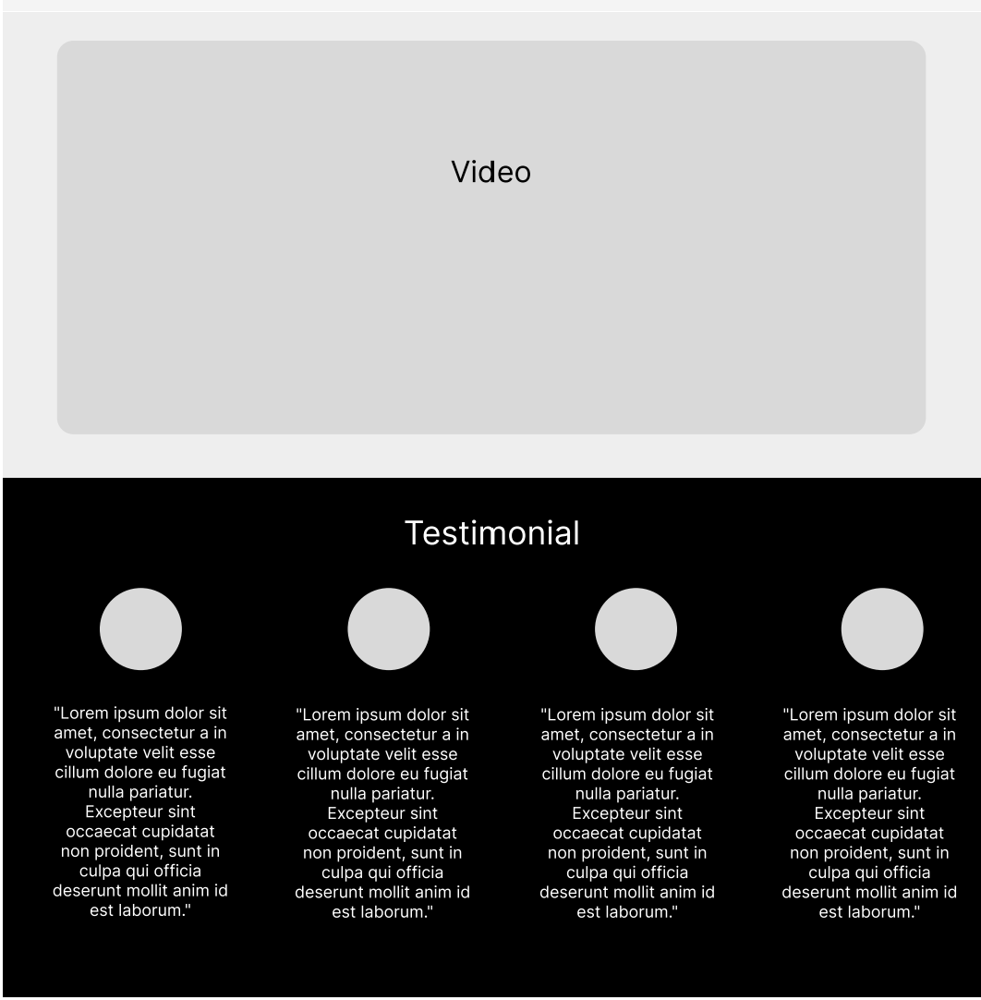 Video
Testimonial
"Lorem ipsum dolor sit
amet, consectetur a in
voluptate velit esse
cillum dolore eu fugiat
nulla pariatur.
Excepteur sint
occaecat cupidatat
non proident, sunt in
culpa qui officia
deserunt mollit anim id
est laborum."
"Lorem ipsum dolor sit
amet, consectetur a in
voluptate velit esse
cillum dolore eu fugiat
nulla pariatur.
Excepteur sint
occaecat cupidatat
non proident, sunt in
culpa qui officia
deserunt mollit anim id
est laborum."
"Lorem ipsum dolor sit
amet, consectetur a in
voluptate velit esse
cillum dolore eu fugiat
nulla pariatur.
Excepteur sint
occaecat cupidatat
non proident, sunt in
culpa qui officia
deserunt mollit anim id
est laborum."
"Lorem ipsum dolor sit
amet, consectetur a in
voluptate velit esse
cillum dolore eu fugiat
nulla pariatur.
Excepteur sint
occaecat cupidatat
non proident, sunt in
culpa qui officia
deserunt mollit anim id
est laborum."